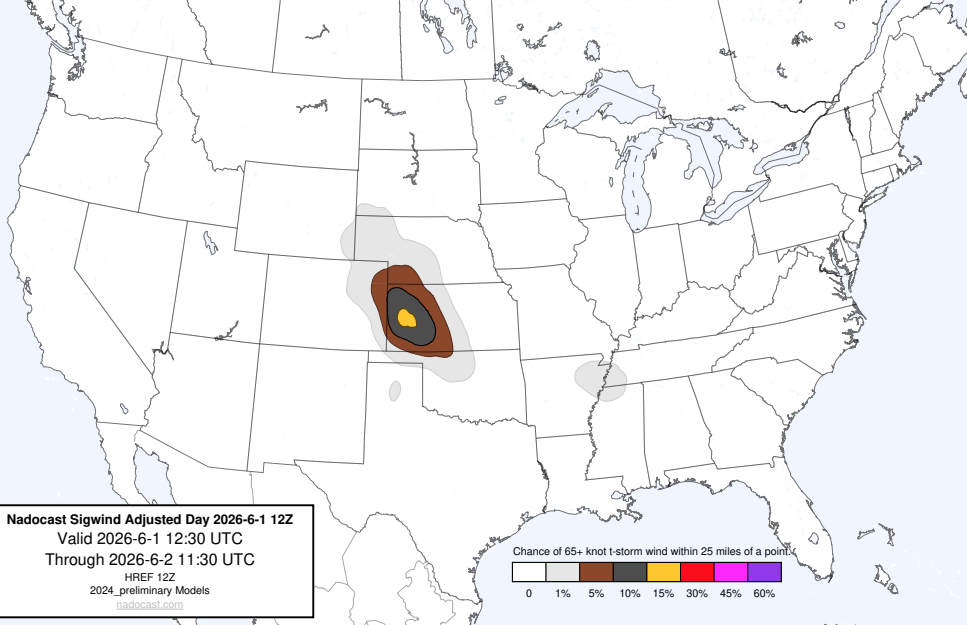 Nadocast Sigwind Adjusted Day 2026-6-1 12Z
Valid 2026-6-1 12:30 UTC
Through 2026-6-2 11:30 UTC
HREF 12Z
2024_preliminary Models
nadocast.com
Chance of 65+ knot t-storm wind within 25 miles of a point.
0 1% 5% 10% 15% 30% 45% 60%